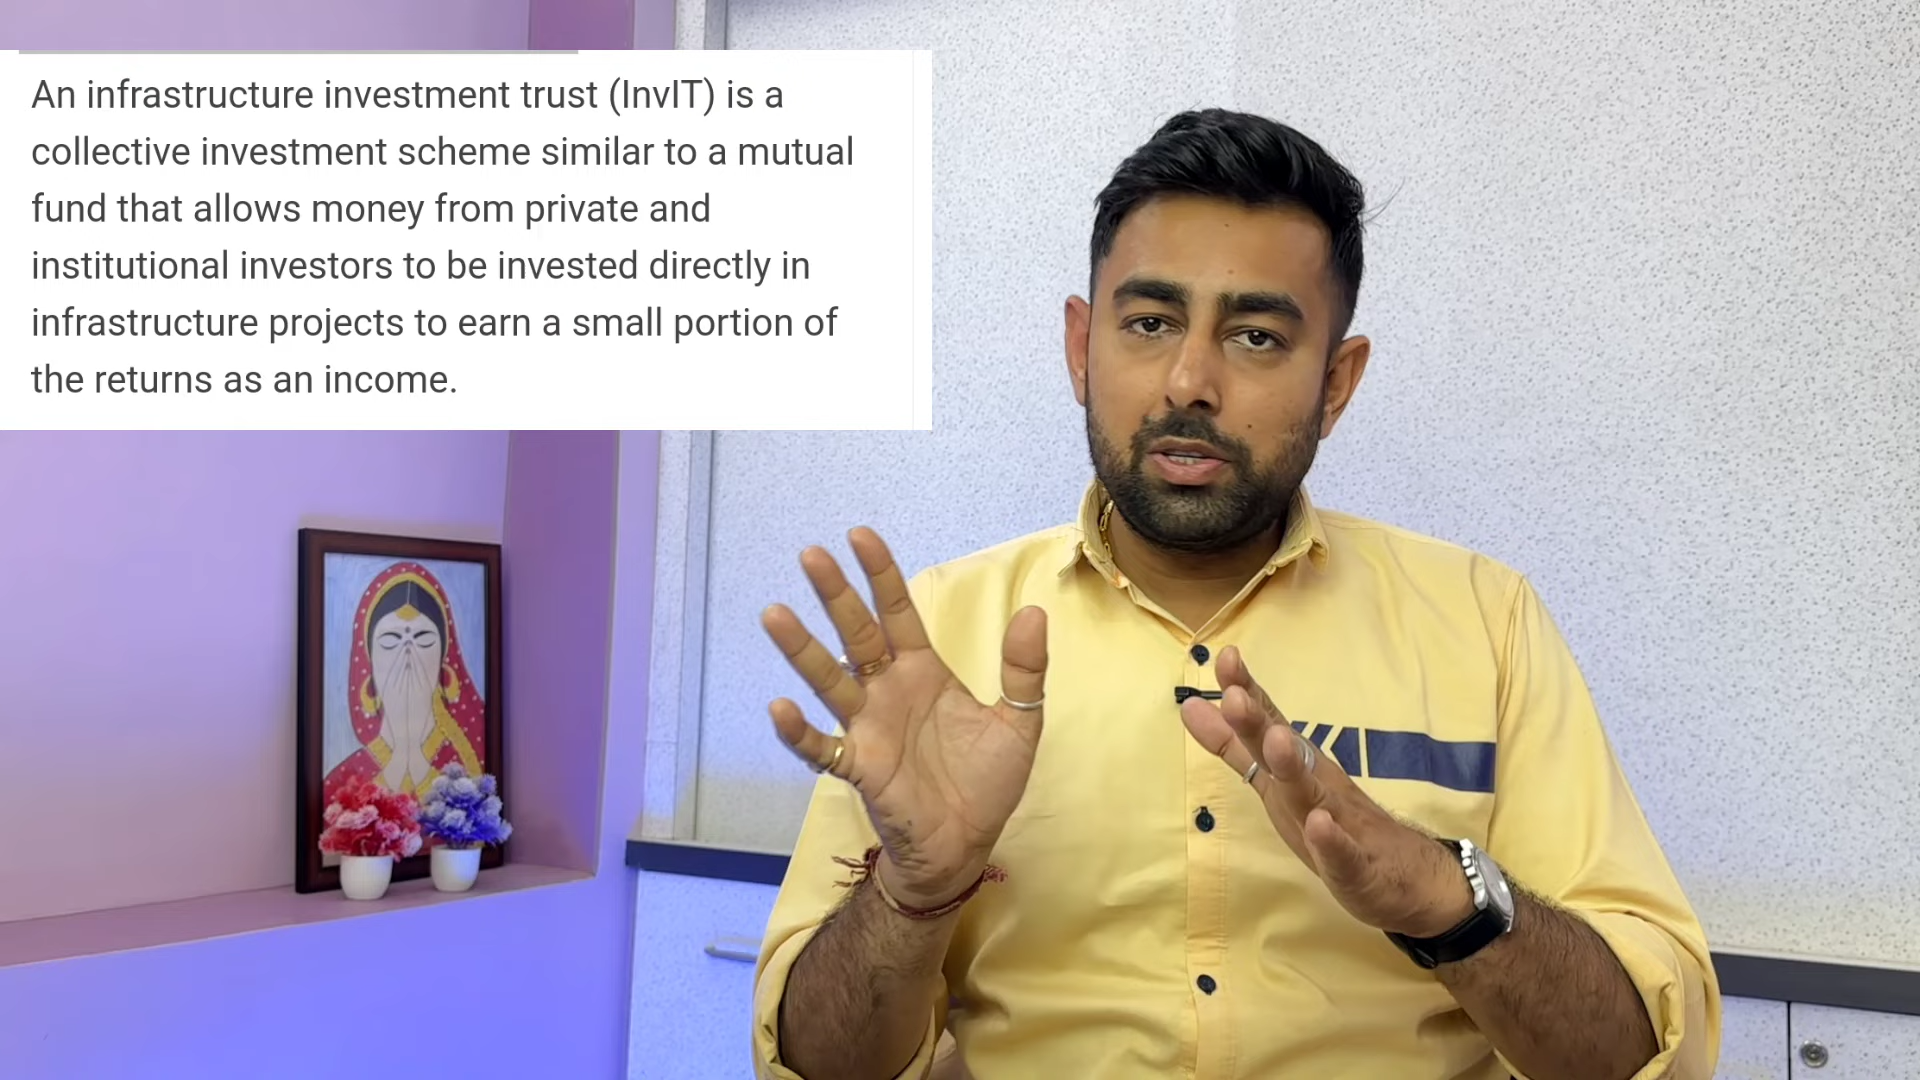 An infrastructure investment trust (InvIT) is a
collective investment scheme similar to a mutual
fund that allows money from private and
institutional investors to be invested directly in
infrastructure projects to earn a small portion of
the returns as an income.